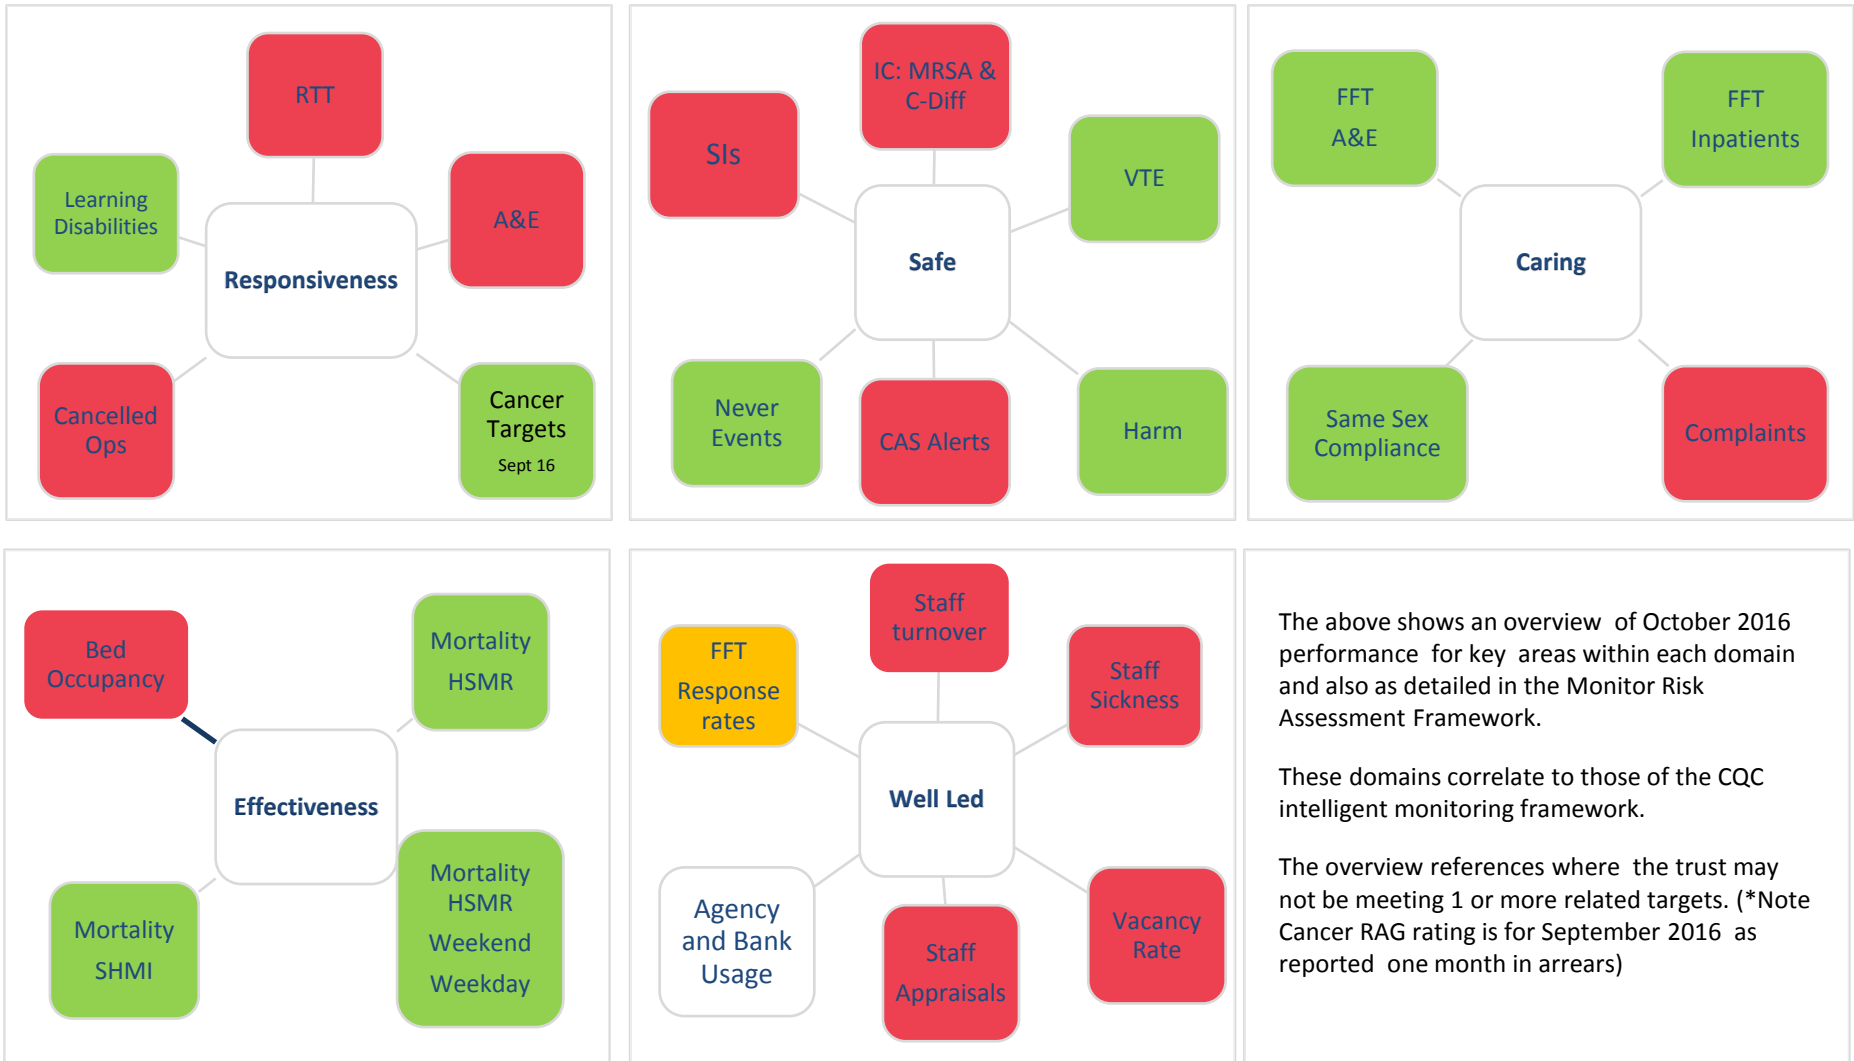 RTT
Learning
Disabilities
A&E
Responsiveness
Cancelled
Ops
Cancer
Targets
Sept 16
IC: MRSA &
C-Diff
SIs
VTE
Safe
Never
Events
CAS Alerts
Harm
FFT
A&E
FFT
Inpatients
Caring
Same Sex
Compliance
Complaints
Bed
Occupancy
Mortality
HSMR
Effectiveness
Mortality
SHMI
Mortality
HSMR
Weekend
Weekday
Staff
turnover
FFT
Response
rates
Staff
Sickness
Well Led
Agency
and Bank
Usage
Staff
Appraisals
Vacancy
Rate
The above shows an overview of October 2016
performance for key areas within each domain
and also as detailed in the Monitor Risk
Assessment Framework.
These domains correlate to those of the CQC
intelligent monitoring framework.
The overview references where the trust may
not be meeting 1 or more related targets. (*Note
Cancer RAG rating is for September 2016 as
reported one month in arrears)